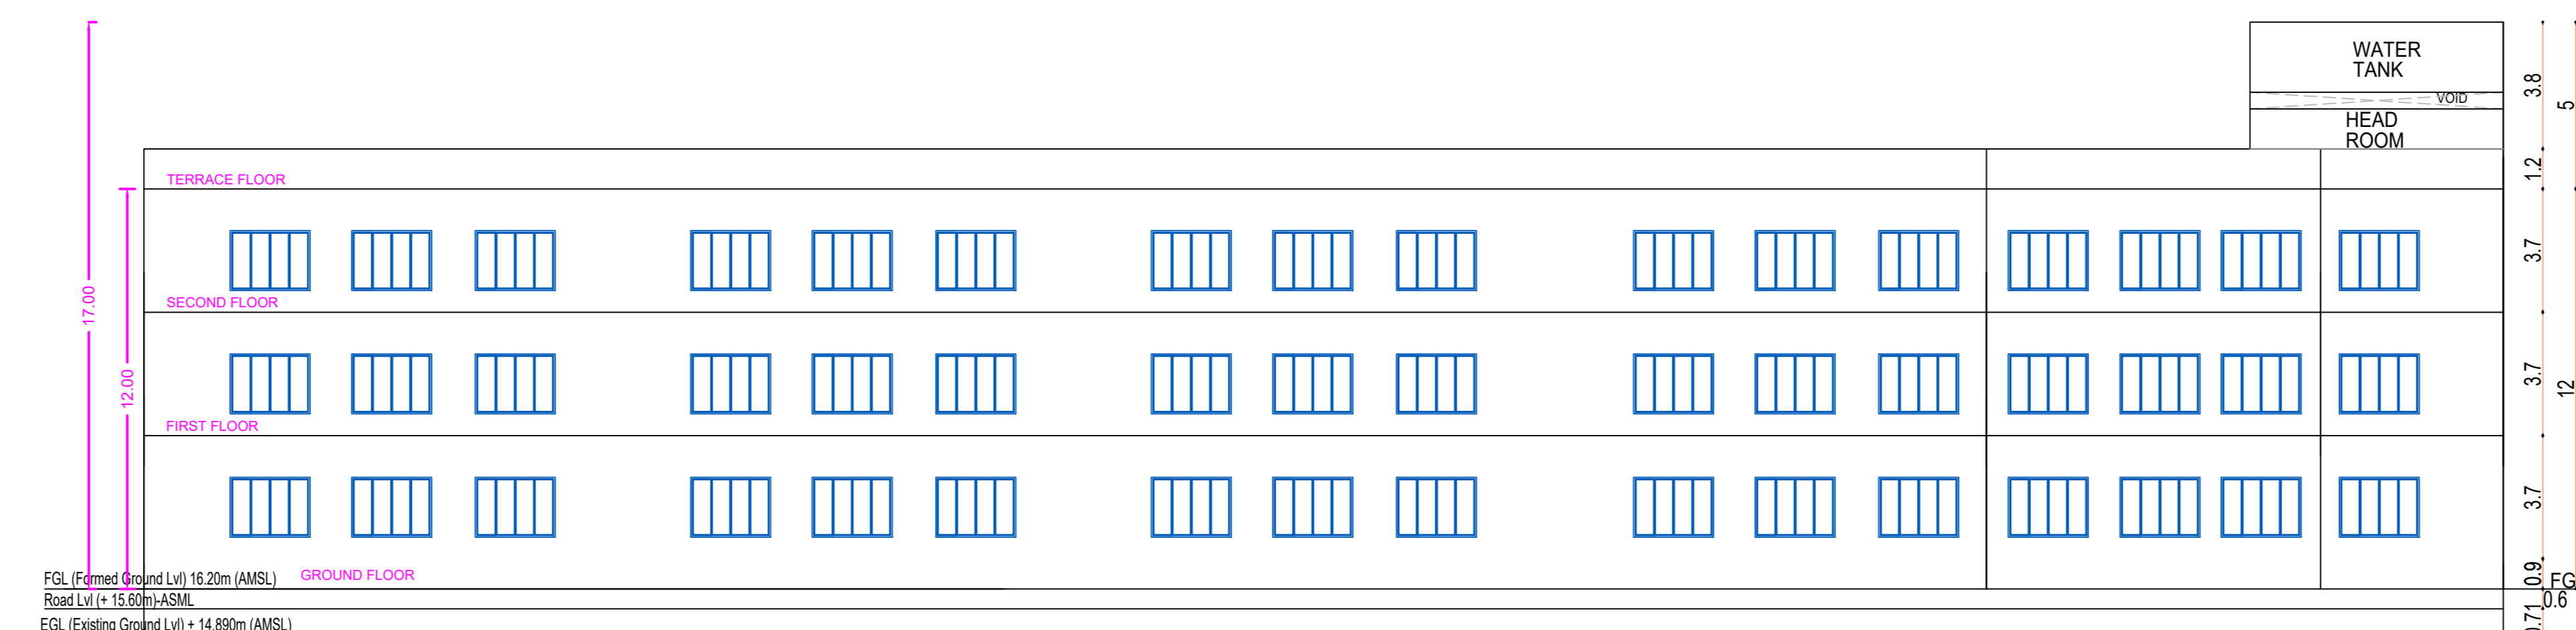 WATER
TANK
VOID
HEAD
ROOM
3.8
5
1.2
TERRACE FLOOR
3.7
17.00
SECOND FLOOR
12.00
3.7
12
FIRST FLOOR
3.7
FGL (Formed Ground Lvl) 16.20m (AMSL)
GROUND FLOOR
0.9
FG
Road Lvl (+ 15.60m)-ASML
0.6
EGL (Existing Ground Lvl) + 14.890m (AMSL)
0.71